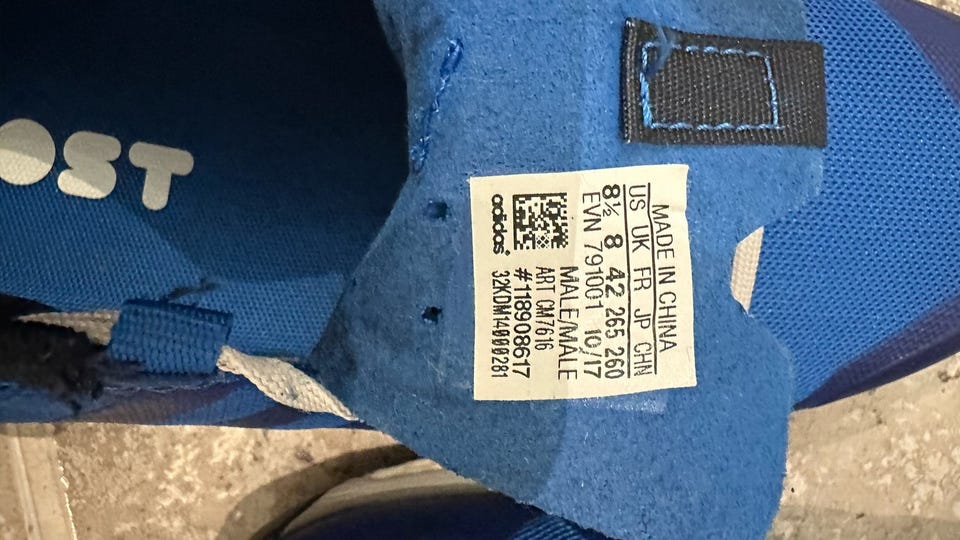 OST
MADE IN CHINA
US UK FR JP CHN
8½ 8 42 265 260
EVN 791001 10/17
MALE/MALE
ART CM7616
#118908617
adidas® 32KDM14000281